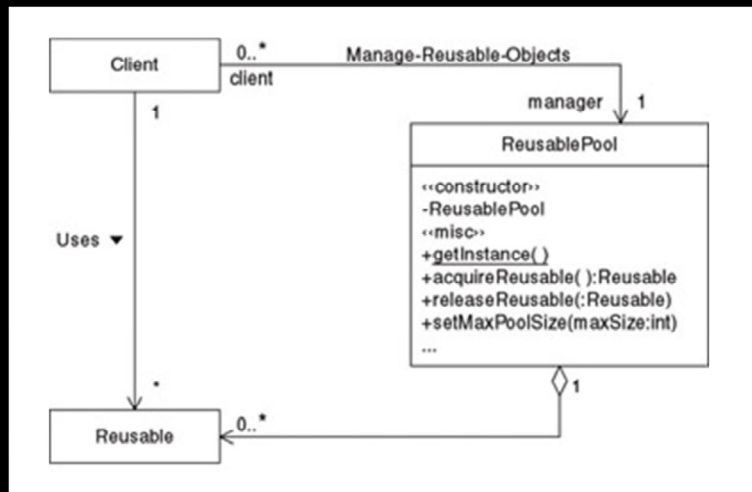 Client
0..*
client
Manage-Reusable-Objects
manager 1
1
ReusablePool
‹‹constructor››
-ReusablePool
‹‹misc››
+getInstance( )
+acquireReusable( ):Reusable
+releaseReusable(:Reusable)
+setMaxPoolSize(maxSize:int)
...
Uses ▼
1
*
0..*
Reusable